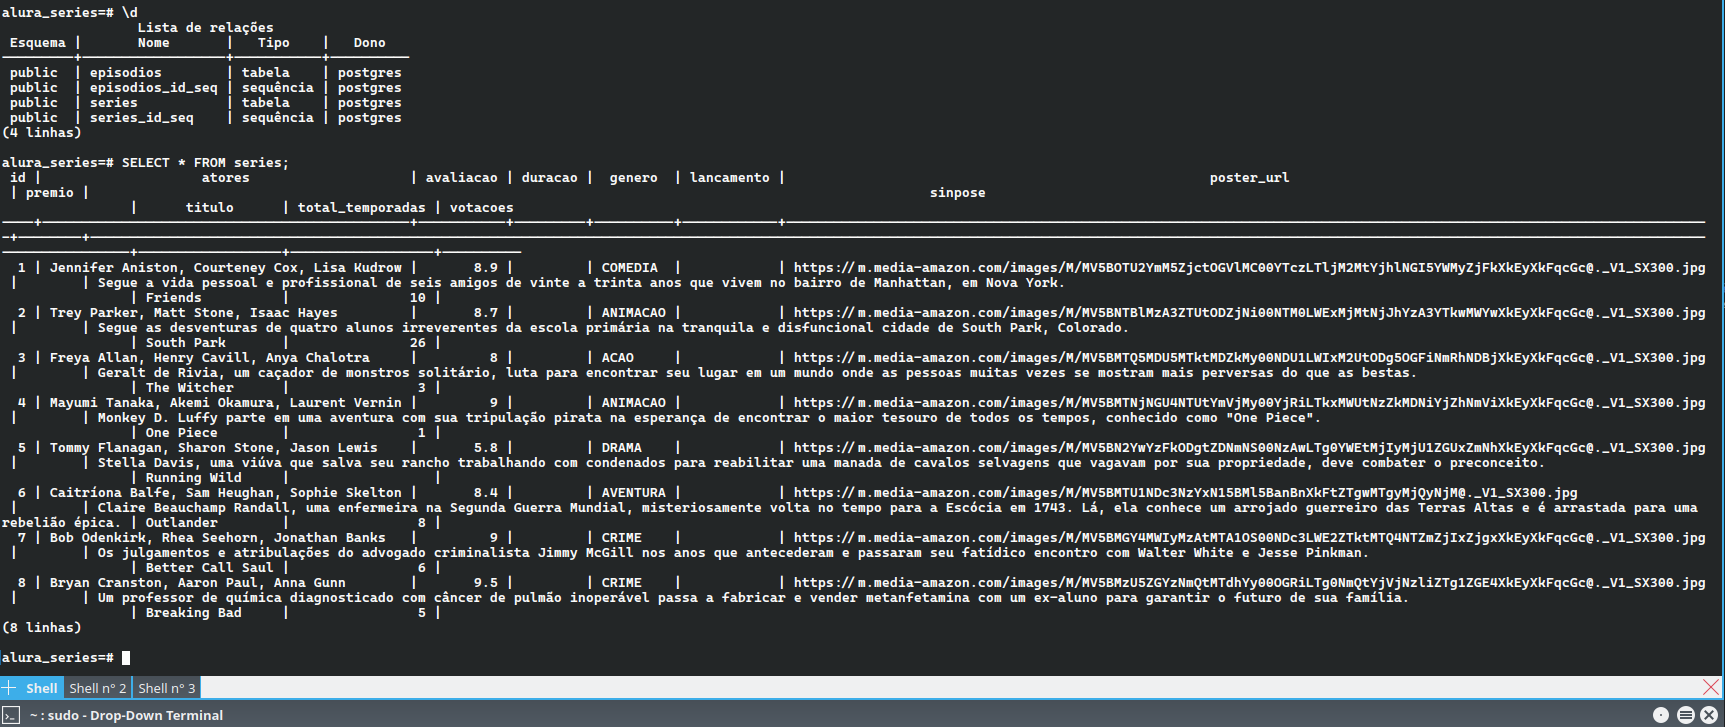 alura_series=# \d
Lista de relações
Esquema | Nome | Tipo | Dono
public | episodios | tabela | postgres
public | episodios_id_seq | sequência | postgres
public | series | tabela | postgres
public | series_id_seq | sequência | postgres
(4 linhas)
alura_series=# SELECT * FROM series;
id | atores | avaliacao | duracao | genero | lancamento | poster_url
| premio | sinpose
| titulo | total_temporadas | votacoes
1 | Jennifer Aniston, Courteney Cox, Lisa Kudrow | 8.9 | | COMEDIA | | https://m.media-amazon.com/images/M/MV5BOTU2YmM5ZjctOGVlMC00YTczLTljM2MtYjhlNGI5YWMyZjFkXkEyXkFqcGc@._V1_SX300.jpg
| | Segue a vida pessoal e profissional de seis amigos de vinte a trinta anos que vivem no bairro de Manhattan, em Nova York.
| Friends | 10 |
2 | Trey Parker, Matt Stone, Isaac Hayes | 8.7 | | ANIMACAO | | https://m.media-amazon.com/images/M/MV5BNTBlMzA3ZTUtODZjNi00NTM0LWExMjMtNjJhYzA3YTkwMWYwXkEyXkFqcGc@._V1_SX300.jpg
| | Segue as desventuras de quatro alunos irreverentes da escola primária na tranquila e disfuncional cidade de South Park, Colorado.
| South Park | 26 |
3 | Freya Allan, Henry Cavill, Anya Chalotra | 8 | | ACAO | | https://m.media-amazon.com/images/M/MV5BMTQ5MDU5MTktMDZkMy00NDU1LWIxM2UtODg5OGFiNmRhNDBjXkEyXkFqcGc@._V1_SX300.jpg
| | Geralt de Rivia, um caçador de monstros solitário, luta para encontrar seu lugar em um mundo onde as pessoas muitas vezes se mostram mais perversas do que as bestas.
| The Witcher | 3 |
4 | Mayumi Tanaka, Akemi Okamura, Laurent Vernin | 9 | | ANIMACAO | | https://m.media-amazon.com/images/M/MV5BMTNjNGU4NTUtYmVjMy00YjRiLTkxMWUtNzZkMDNiYjZhNmViXkEyXkFqcGc@._V1_SX300.jpg
| | Monkey D. Luffy parte em uma aventura com sua tripulação pirata na esperança de encontrar o maior tesouro de todos os tempos, conhecido como "One Piece".
| One Piece | 1 |
5 | Tommy Flanagan, Sharon Stone, Jason Lewis | 5.8 | | DRAMA | | https://m.media-amazon.com/images/M/MV5BN2YwYzFkODgtZDNmNS00NzAwLTg0YWEtMjIyMjU1ZGUxZmNhXkEyXkFqcGc@._V1_SX300.jpg
| | Stella Davis, uma viúva que salva seu rancho trabalhando com condenados para reabilitar uma manada de cavalos selvagens que vagavam por sua propriedade, deve combater o preconceito.
| Running Wild | |
6 | Caitríona Balfe, Sam Heughan, Sophie Skelton | 8.4 | | AVENTURA | | https://m.media-amazon.com/images/M/MV5BMTU1NDc3NzYxN15BMl5BanBnXkFtZTgwMTgyMjQyNjM@._V1_SX300.jpg
| | Claire Beauchamp Randall, uma enfermeira na Segunda Guerra Mundial, misteriosamente volta no tempo para a Escócia em 1743. Lá, ela conhece um arrojado guerreiro das Terras Altas e é arrastada para uma
rebelião épica. | Outlander | 8 |
7 | Bob Odenkirk, Rhea Seehorn, Jonathan Banks | 9 | | CRIME | | https://m.media-amazon.com/images/M/MV5BMGY4MWIyMzAtMTA1OS00NDc3LWE2ZTktMTQ4NTZmZjIxZjgxXkEyXkFqcGc@._V1_SX300.jpg
| | Os julgamentos e atribulações do advogado criminalista Jimmy McGill nos anos que antecederam e passaram seu fatídico encontro com Walter White e Jesse Pinkman.
| Better Call Saul | 6 |
8 | Bryan Cranston, Aaron Paul, Anna Gunn | 9.5 | | CRIME | | https://m.media-amazon.com/images/M/MV5BMzU5ZGYzNmQtMTdhYy00OGRiLTg0NmQtYjVjNzliZTg1ZGE4XkEyXkFqcGc@._V1_SX300.jpg
| | Um professor de química diagnosticado com câncer de pulmão inoperável passa a fabricar e vender metanfetamina com um ex-aluno para garantir o futuro de sua família.
| Breaking Bad | 5 |
(8 linhas)
alura_series=#
Shell Shell nº 2 Shell nº 3
~ : sudo - Drop-Down Terminal